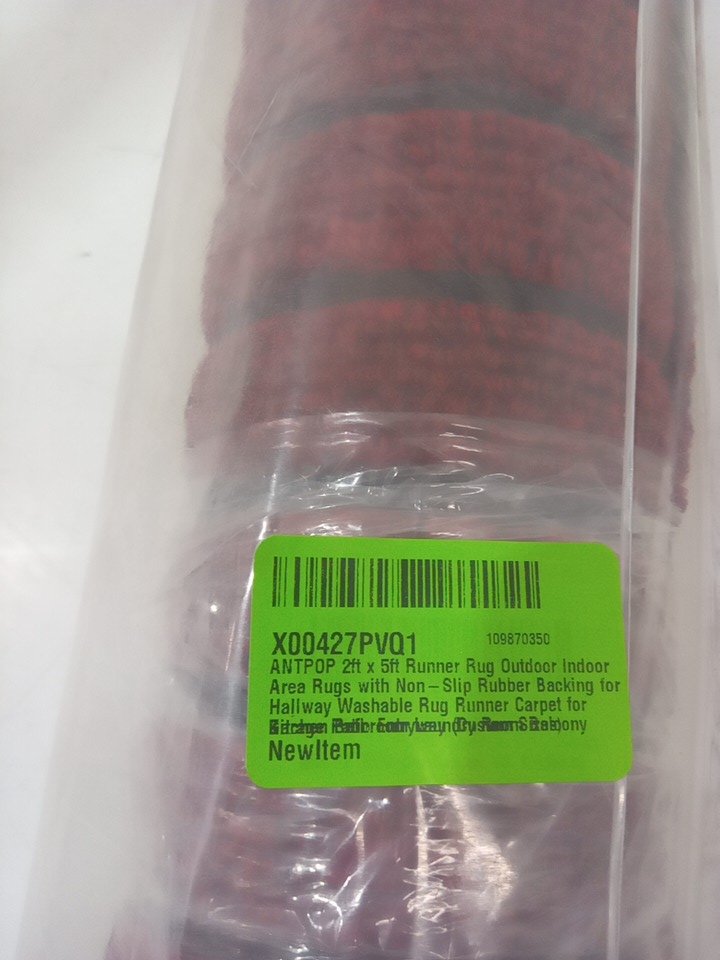 X00427PVQ1 109870350
ANTPOP 2ft x 5ft Runner Rug Outdoor Indoor
Area Rugs with Non-Slip Rubber Backing for
Hallway Washable Rug Runner Carpet for
NewItem